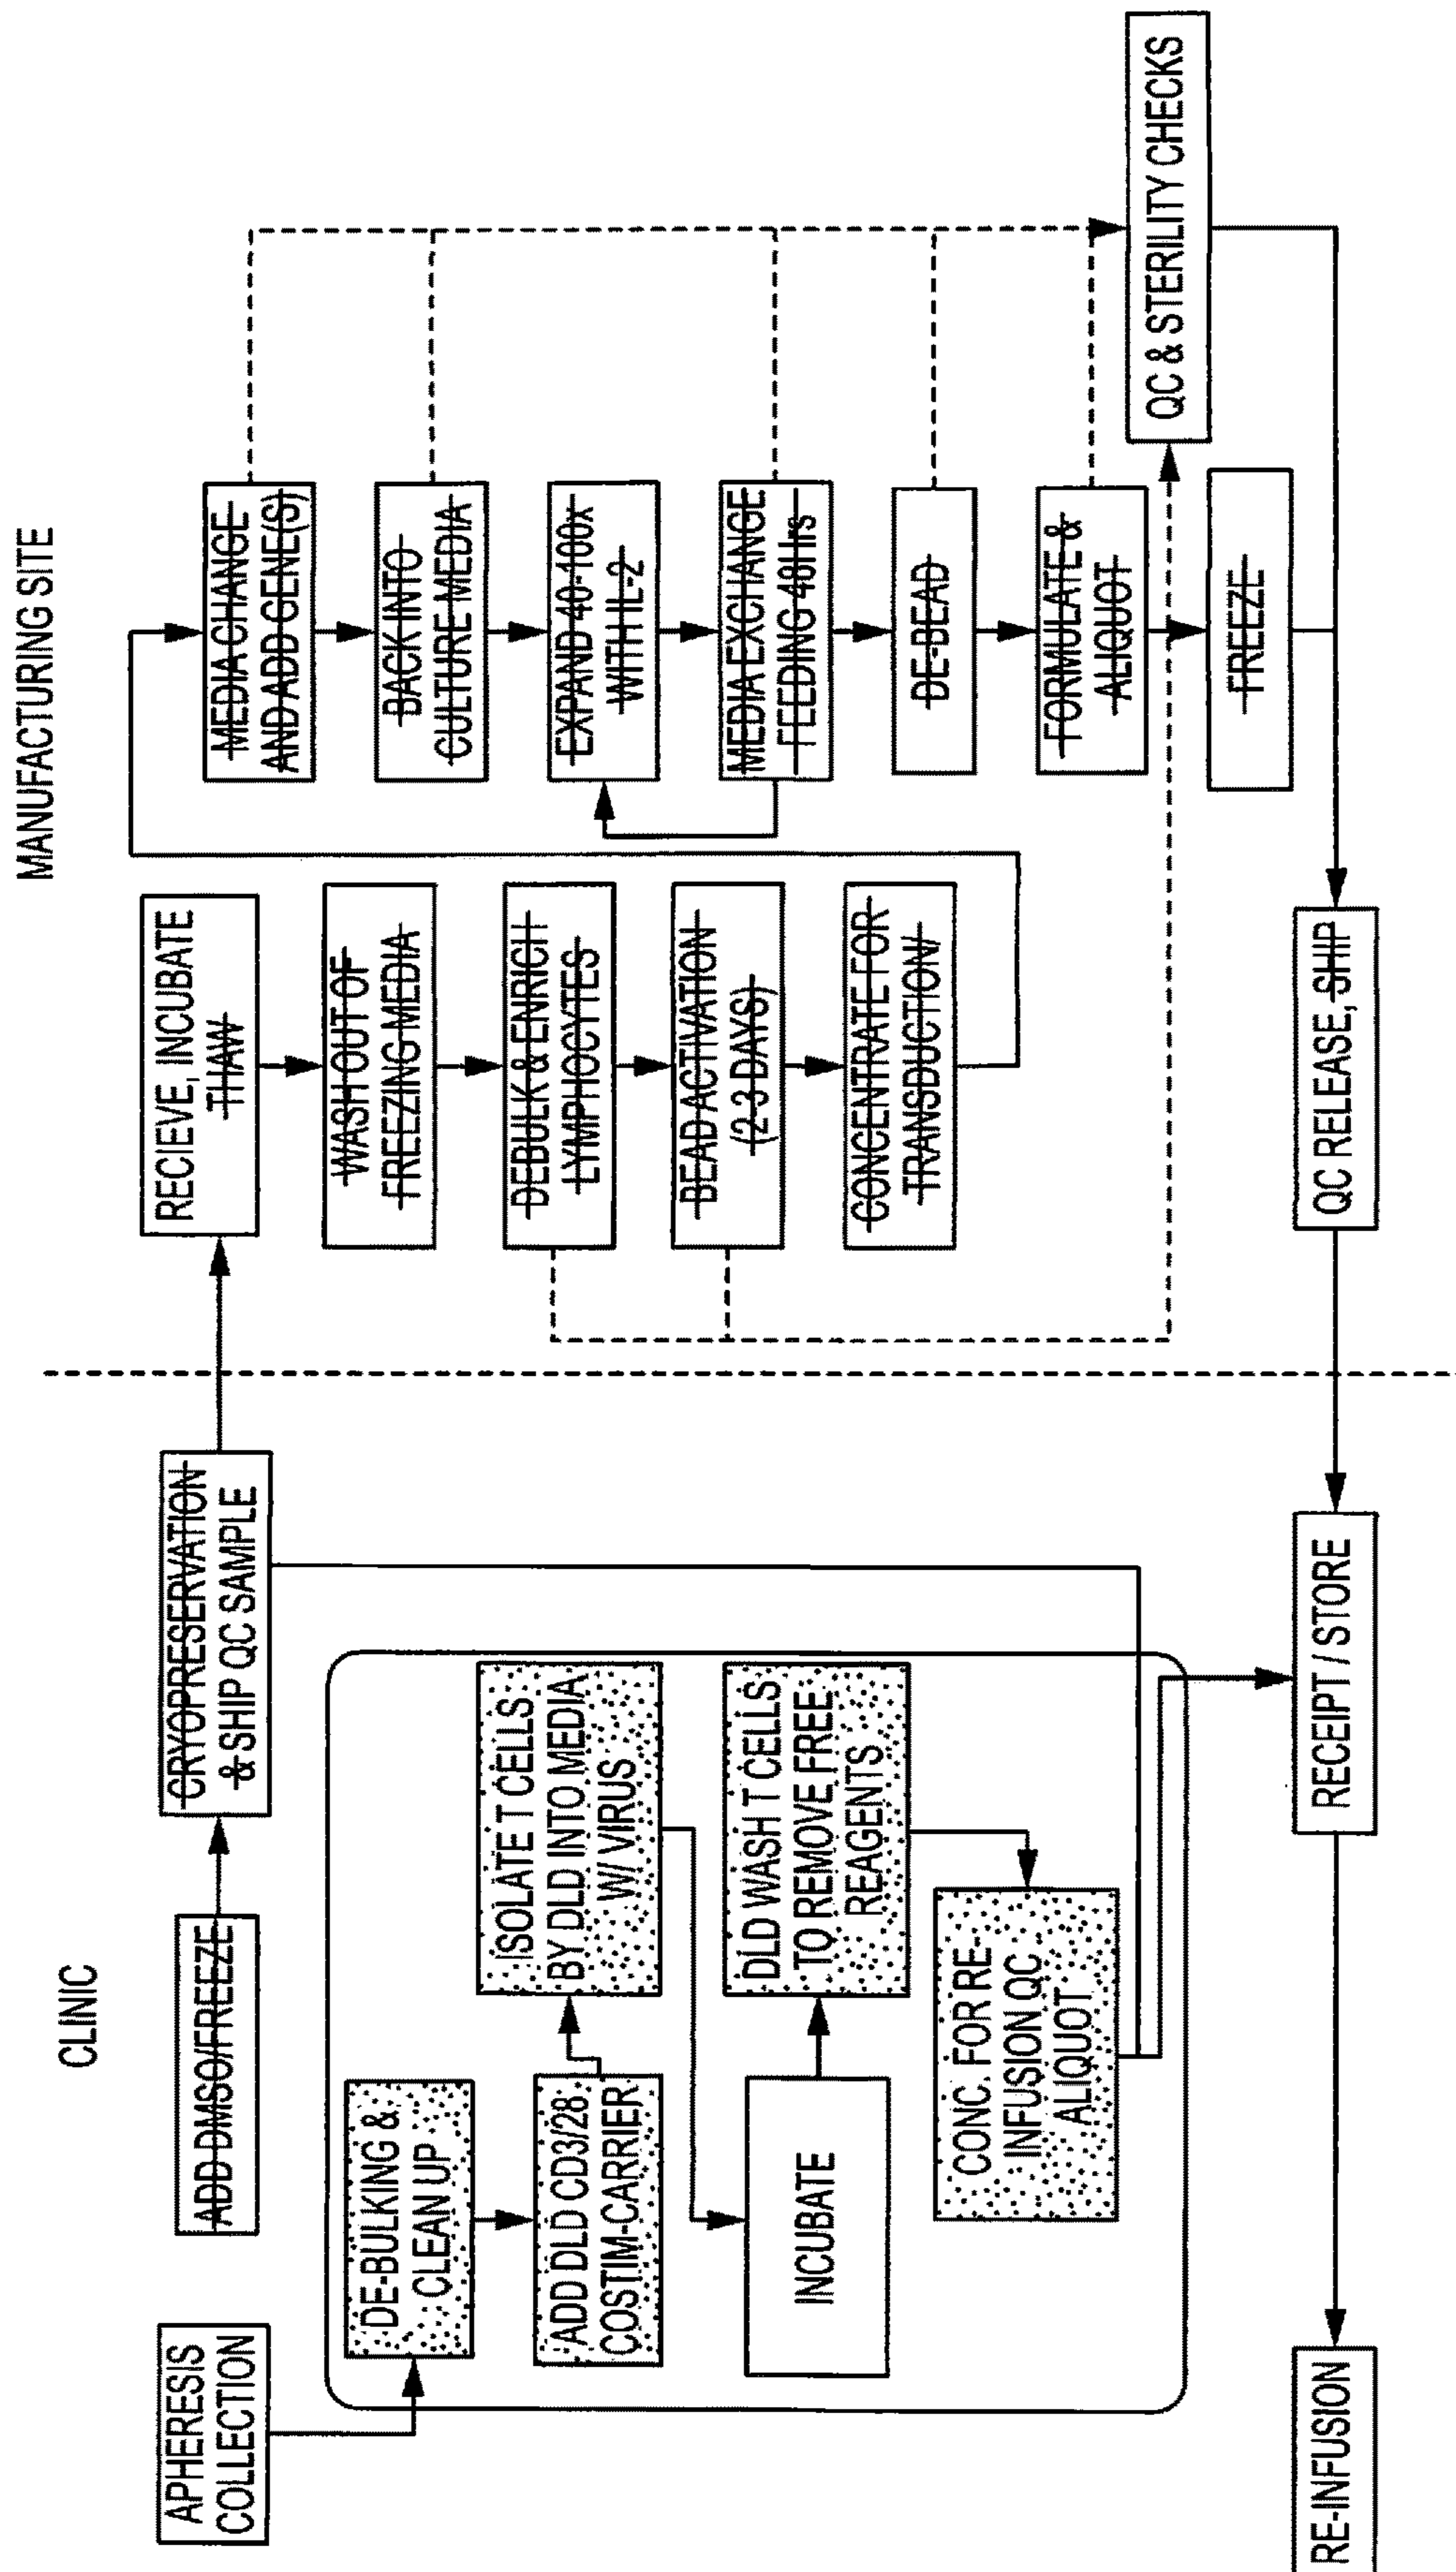 CLINIC
MANUFACTURING SITE
APHERESIS
COLLECTION
ADD DMSO/FREEZE
CRYOPRESERVATION
& SHIP QC SAMPLE
DE-BULKING &
CLEAN UP
ADD DLD CD3/28
COSTIM-CARRIER
ISOLATE T CELLS
BY DLD INTO MEDIA
W/ VIRUS
INCUBATE
DLD WASH T CELLS
TO REMOVE FREE
REAGENTS
CONC. FOR RE-
INFUSION QC
ALIQUOT
RECIEVE, INCUBATE
THAW
WASH OUT OF
FREEZING MEDIA
DEBULK & ENRICH
LYMPHOCYTES
BEAD ACTIVATION
(2-3 DAYS)
CONCENTRATE FOR
TRANSDUCTION/
MEDIA CHANGE
AND ADD GENE(S)
BACK INTO
CULTURE MEDIA
EXPAND 40-100x
WITH IL-2
MEDIA EXCHANGE
FEEDING 48Hrs
DE-BEAD
FORMULATE &
ALIQUOT
FREEZE
QC & STERILITY CHECKS
QC RELEASE, SHIP
RECEIPT / STORE
RE-INFUSION